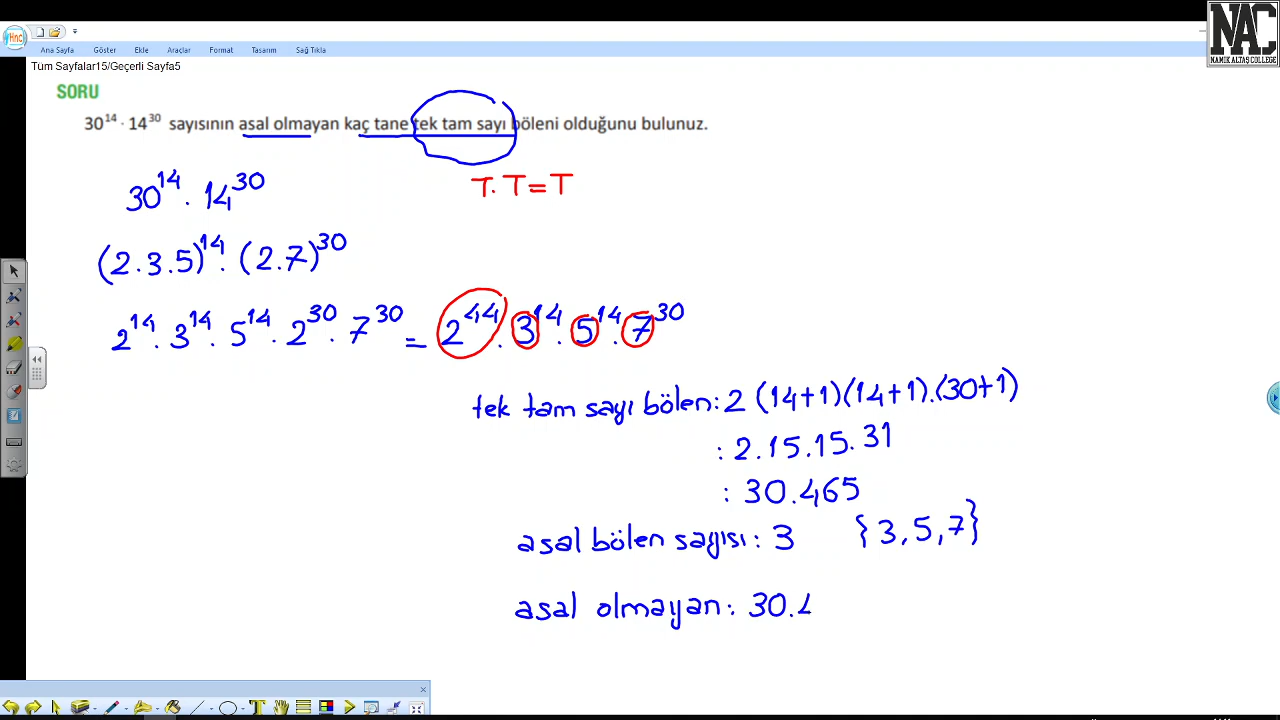 NAC
NAMIK ALTAŞ COLLEGE
Hnc
Ana Sayfa Göster Ekle Araçlar Format Tasarım Sağ Tıkla
Tüm Sayfalar15/Geçerli Sayfa5
SORU
30¹⁴ · 14³⁰ sayısının asal olmayan kaç tane tek tam sayı böleni olduğunu bulunuz.
30¹⁴ . 14³⁰
T. T = T
(2.3.5)¹⁴ . (2.7)³⁰
2¹⁴ . 3¹⁴ . 5¹⁴ . 2³⁰ . 7³⁰ = 2⁴⁴ . 3¹⁴ . 5¹⁴ . 7³⁰
tek tam sayı bölen: 2 (14+1)(14+1).(30+1)
: 2.15.15.31
: 30.465
asal bölen sayısı: 3 {3,5,7}
asal olmayan: 30.4